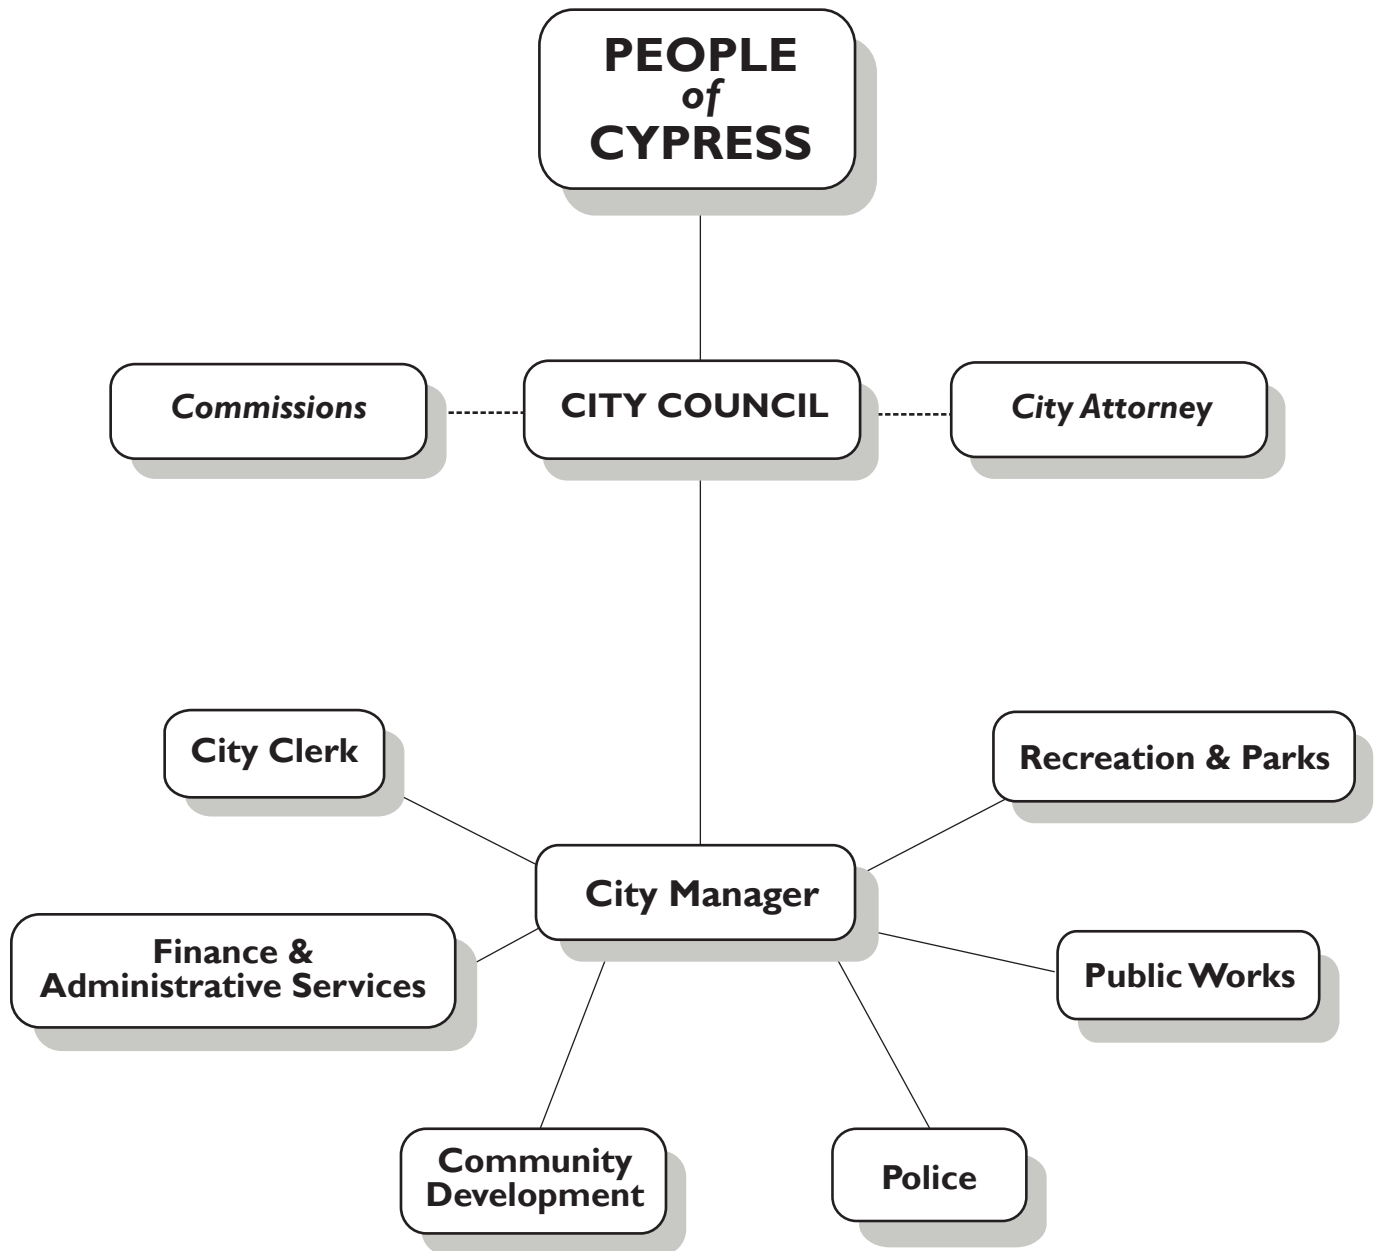 PEOPLE
of
CYPRESS
Commissions
CITY COUNCIL
City Attorney
City Clerk
Recreation & Parks
City Manager
Finance &
Administrative Services
Public Works
Community
Development
Police